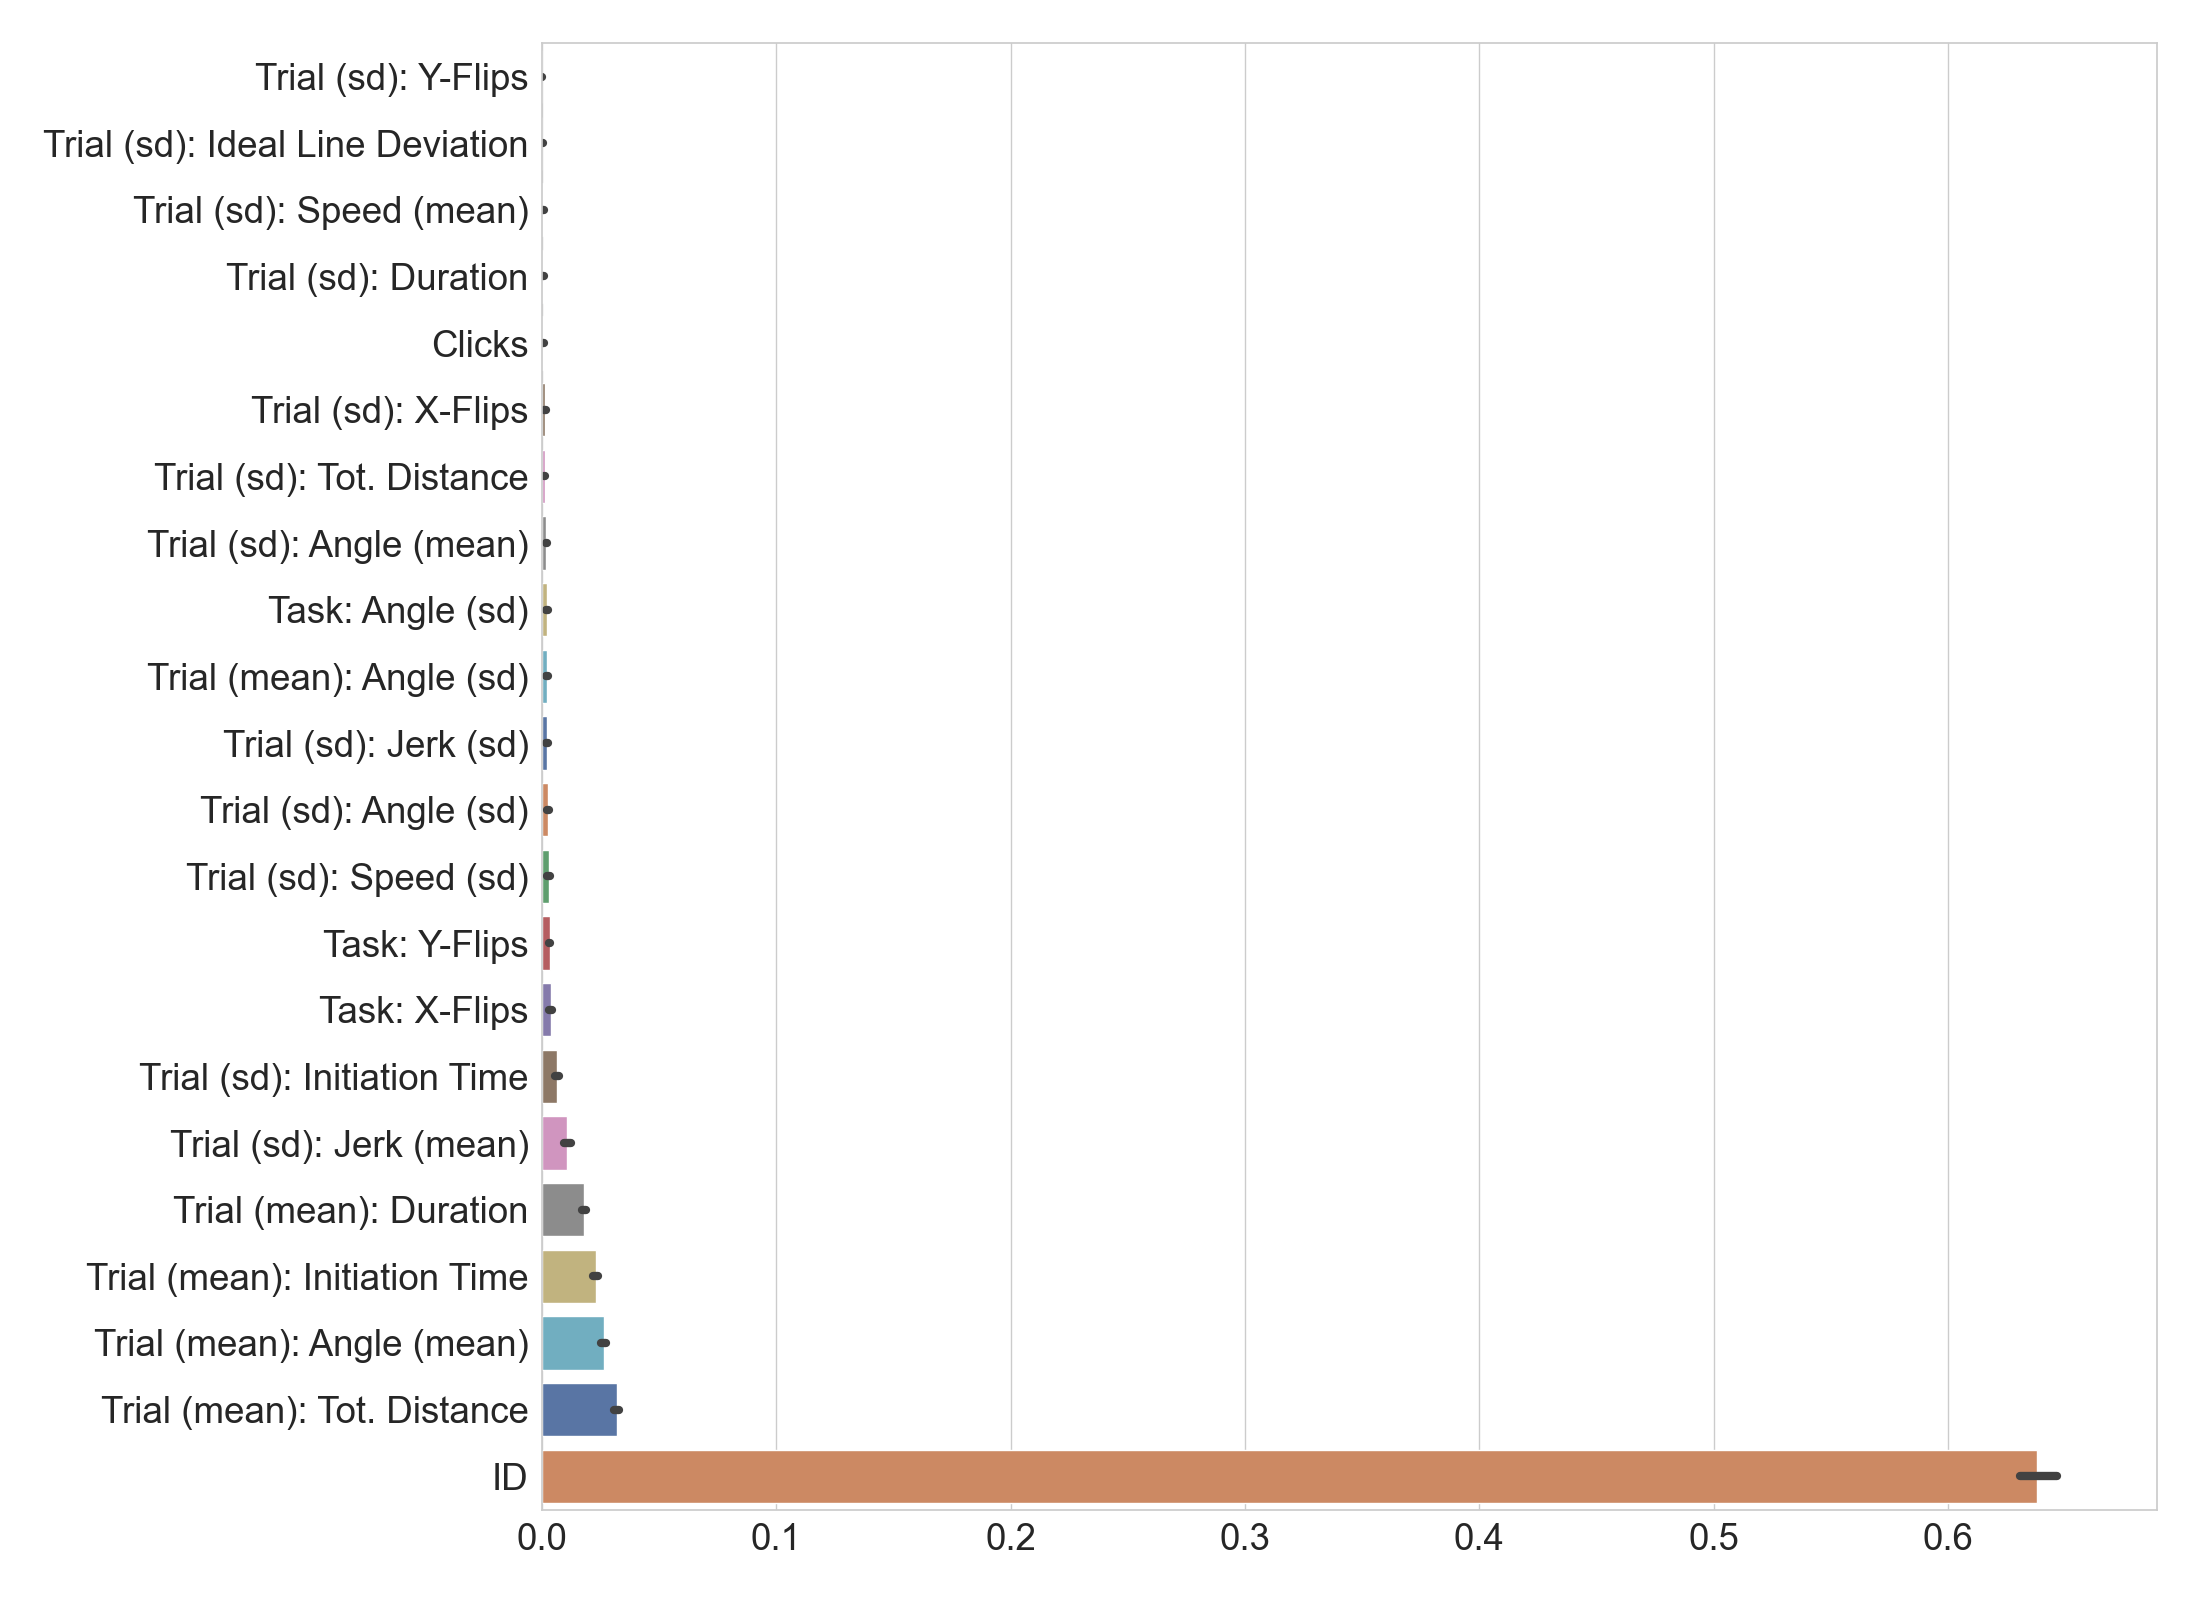 Trial (sd): Y-Flips
Trial (sd): Ideal Line Deviation
Trial (sd): Speed (mean)
Trial (sd): Duration
Clicks
Trial (sd): X-Flips
Trial (sd): Tot. Distance
Trial (sd): Angle (mean)
Task: Angle (sd)
Trial (mean): Angle (sd)
Trial (sd): Jerk (sd)
Trial (sd): Angle (sd)
Trial (sd): Speed (sd)
Task: Y-Flips
Task: X-Flips
Trial (sd): Initiation Time
Trial (sd): Jerk (mean)
Trial (mean): Duration
Trial (mean): Initiation Time
Trial (mean): Angle (mean)
Trial (mean): Tot. Distance
ID
0.0 0.1 0.2 0.3 0.4 0.5 0.6